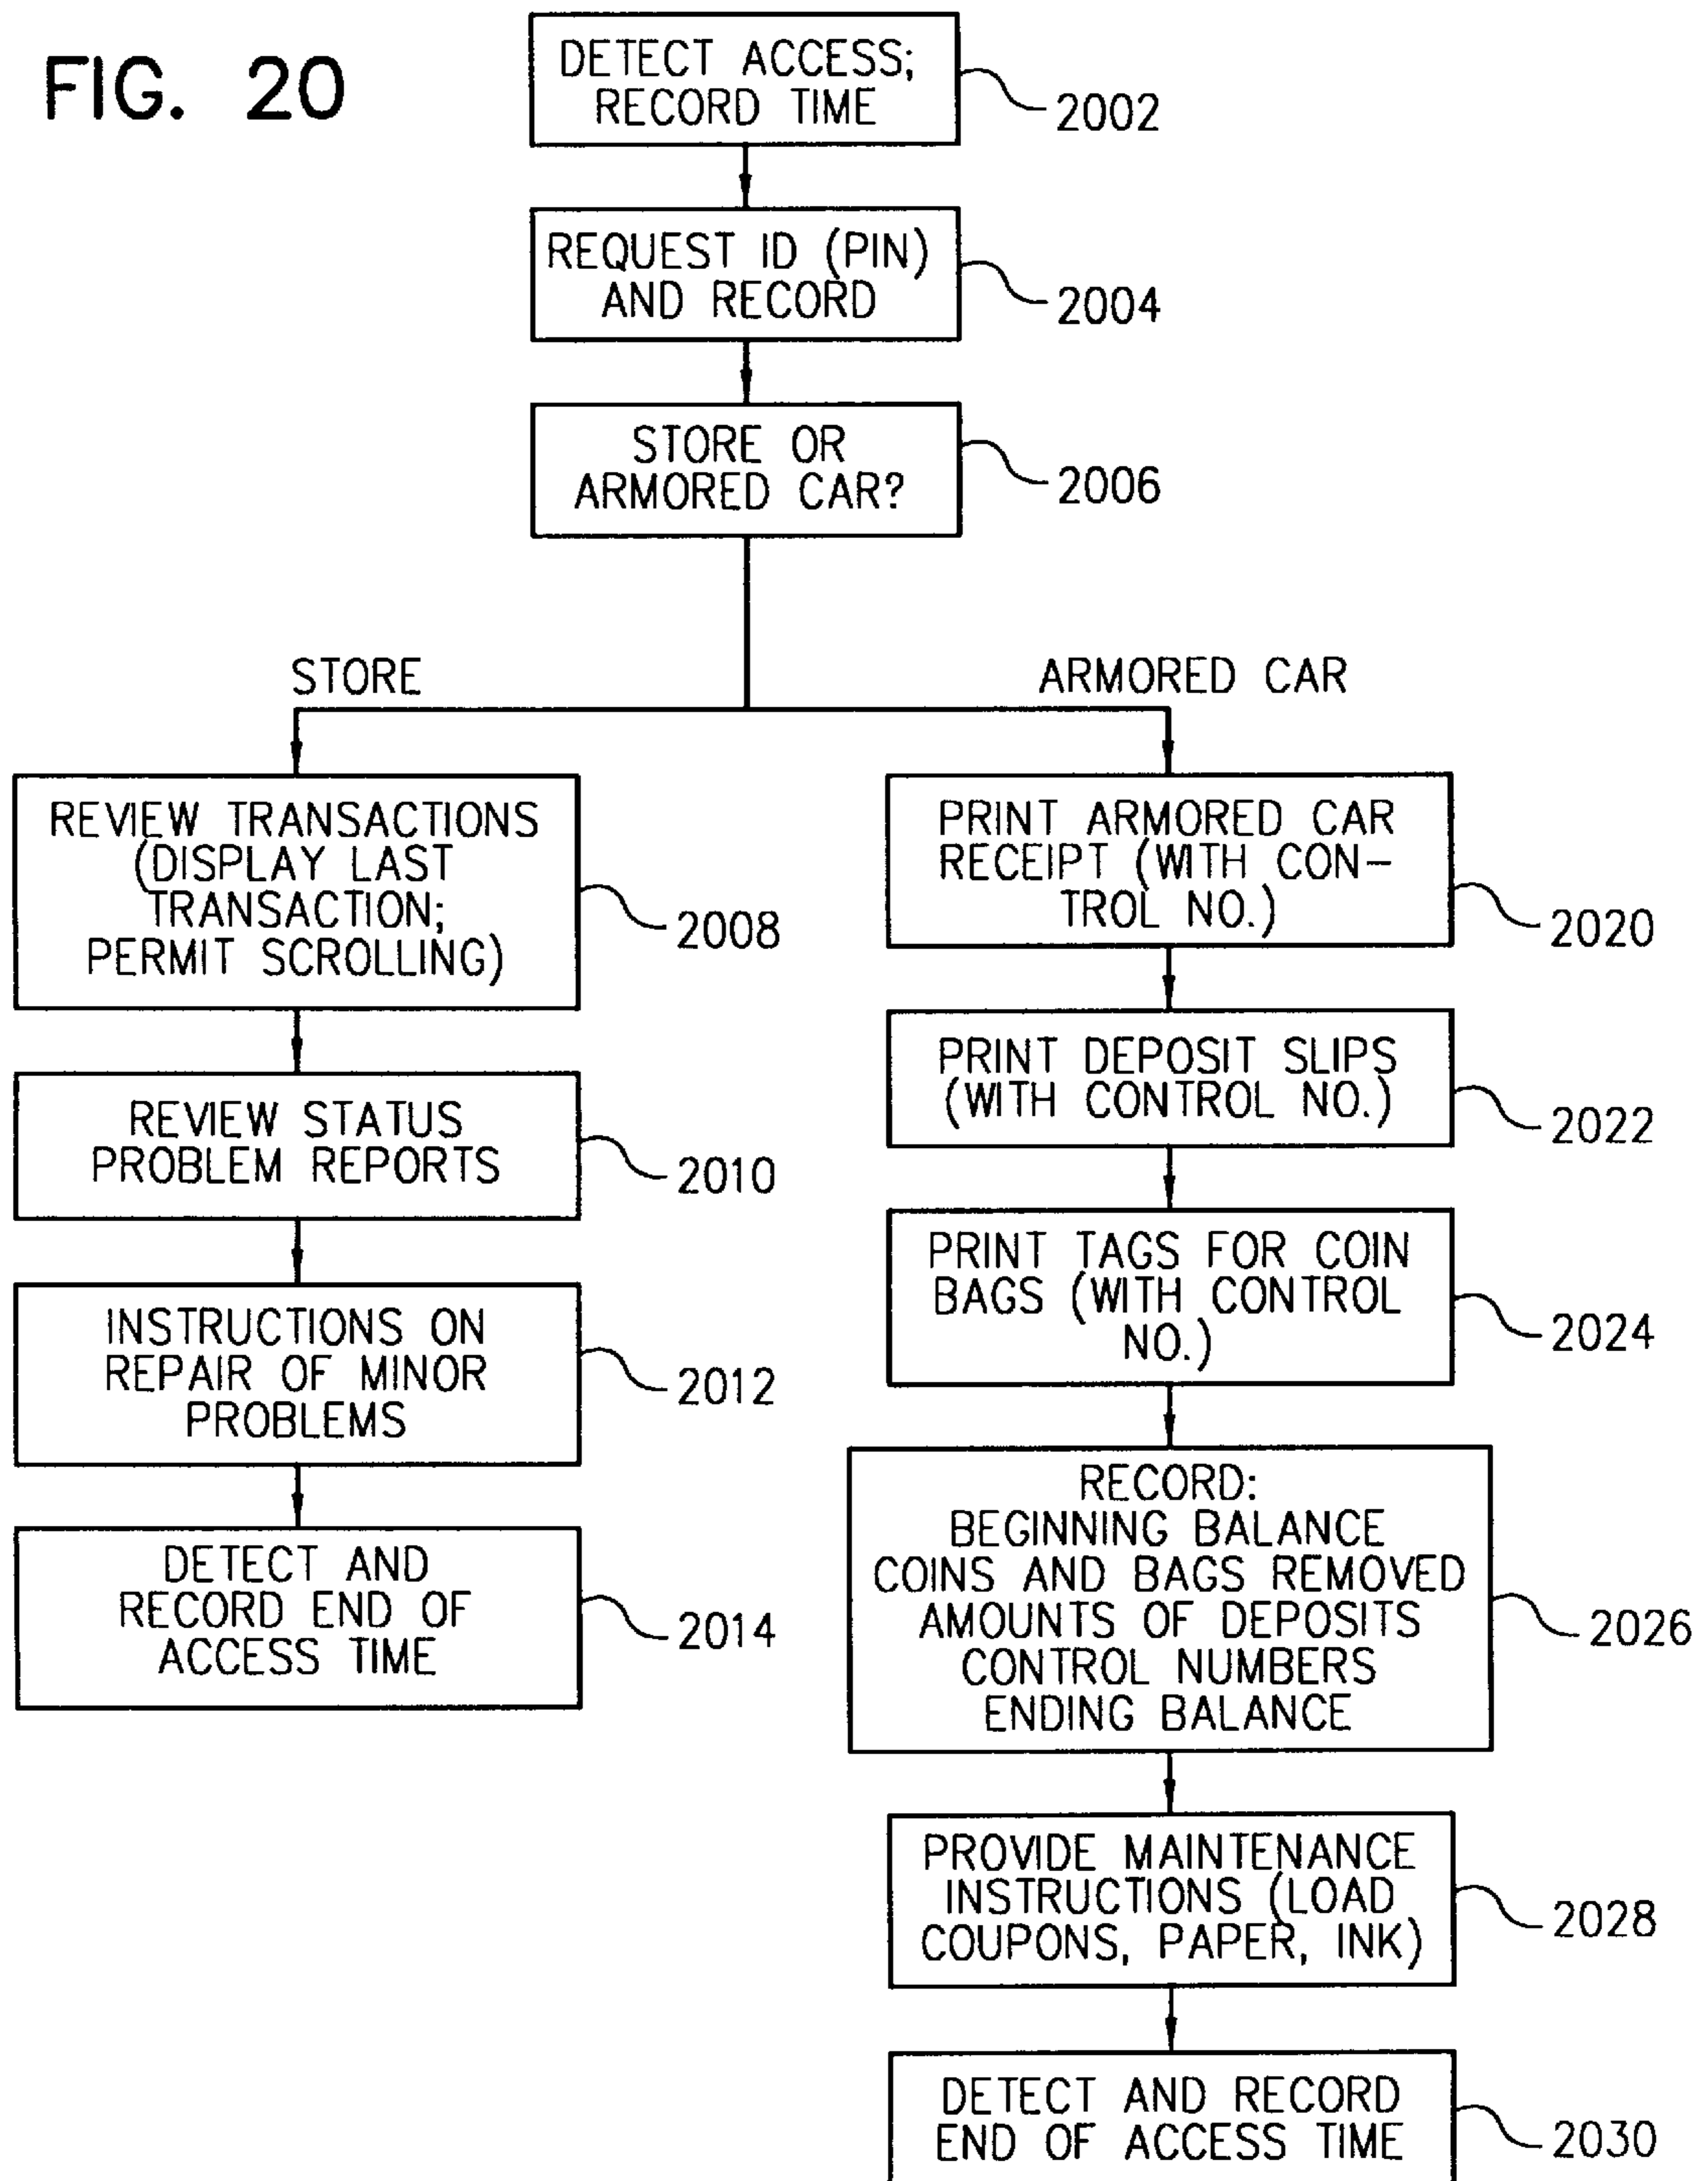 FIG. 20
DETECT ACCESS;
RECORD TIME
2002
REQUEST ID (PIN)
AND RECORD
2004
STORE OR
ARMORED CAR?
2006
STORE
ARMORED CAR
REVIEW TRANSACTIONS
(DISPLAY LAST
TRANSACTION;
PERMIT SCROLLING)
2008
REVIEW STATUS
PROBLEM REPORTS
2010
INSTRUCTIONS ON
REPAIR OF MINOR
PROBLEMS
2012
DETECT AND
RECORD END OF
ACCESS TIME
2014
PRINT ARMORED CAR
RECEIPT (WITH CON-
TROL NO.)
2020
PRINT DEPOSIT SLIPS
(WITH CONTROL NO.)
2022
PRINT TAGS FOR COIN
BAGS (WITH CONTROL
NO.)
2024
RECORD:
BEGINNING BALANCE
COINS AND BAGS REMOVED
AMOUNTS OF DEPOSITS
CONTROL NUMBERS
ENDING BALANCE
2026
PROVIDE MAINTENANCE
INSTRUCTIONS (LOAD
COUPONS, PAPER, INK)
2028
DETECT AND RECORD
END OF ACCESS TIME
2030